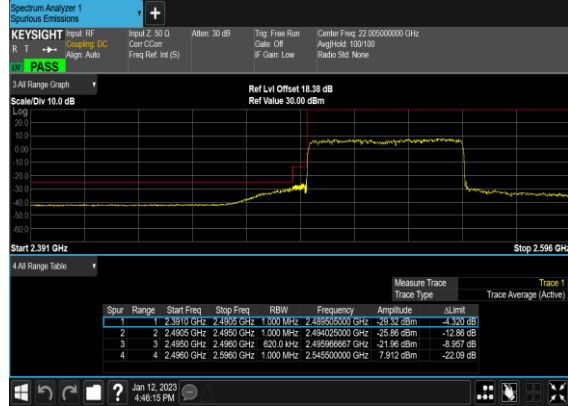 Spectrum Analyzer 1
Spurious Emissions
+
KEYSIGHT Input: RF Input Z: 50 Ω Atten: 30 dB Trig: Free Run Center Freq: 22.005000000 GHz
R T Coupling: DC Corr CCorr Gate: Off Avg|Hold: 100/100
Align: Auto Freq Ref: Int (S) IF Gain: Low Radio Std: None
PASS
3 All Range Graph
Ref Lvl Offset 18.38 dB
Scale/Div 10.0 dB Ref Value 30.00 dBm
Log
20.0
10.0
0.00
-10.0
-20.0
-30.0
-40.0
-50.0
-60.0
Start 2.391 GHz Stop 2.596 GHz
4 All Range Table
Measure Trace Trace 1
Trace Type Trace Average (Active)
Spur Range Start Freq Stop Freq RBW Frequency Amplitude ΔLimit
1 1 2.3910 GHz 2.4905 GHz 1.000 MHz 2.489505000 GHz -29.32 dBm -4.320 dB
2 2 2.4905 GHz 2.4950 GHz 1.000 MHz 2.494025000 GHz -25.86 dBm -12.86 dB
3 3 2.4950 GHz 2.4960 GHz 620.0 kHz 2.495966667 GHz -21.96 dBm -8.957 dB
4 4 2.4960 GHz 2.5960 GHz 1.000 MHz 2.545500000 GHz 7.912 dBm -22.09 dB
? Jan 12, 2023
4:46:15 PM